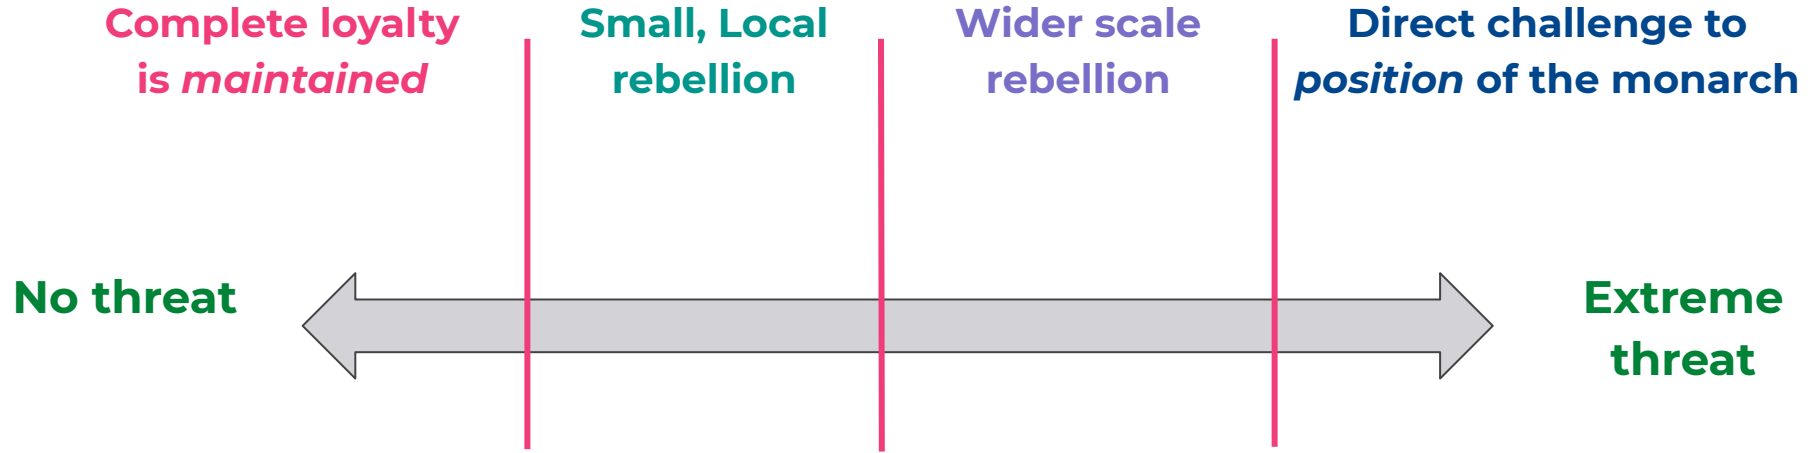 Complete loyalty
is maintained
Small, Local
rebellion
Wider scale
rebellion
Direct challenge to
position of the monarch
No threat
Extreme
threat